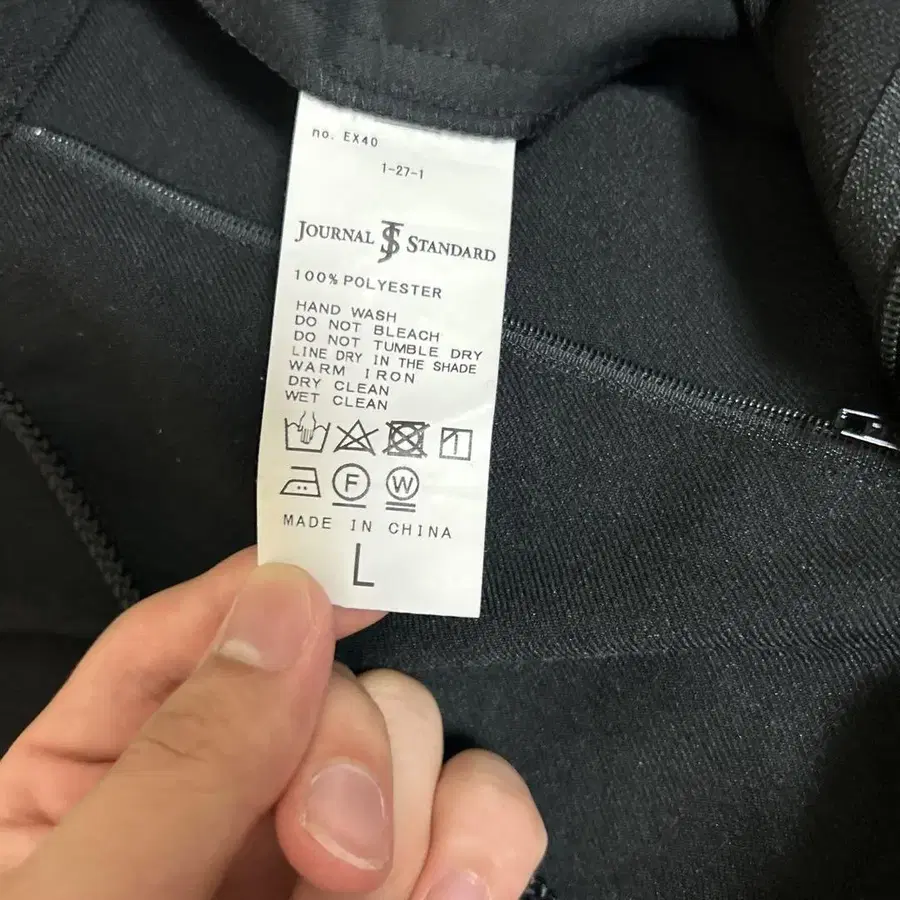 no. EX40
1-27-1
JOURNAL JS STANDARD
100% POLYESTER
HAND WASH
DO NOT BLEACH
DO NOT TUMBLE DRY
LINE DRY IN THE SHADE
WARM IRON
DRY CLEAN
WET CLEAN
F W
MADE IN CHINA
L